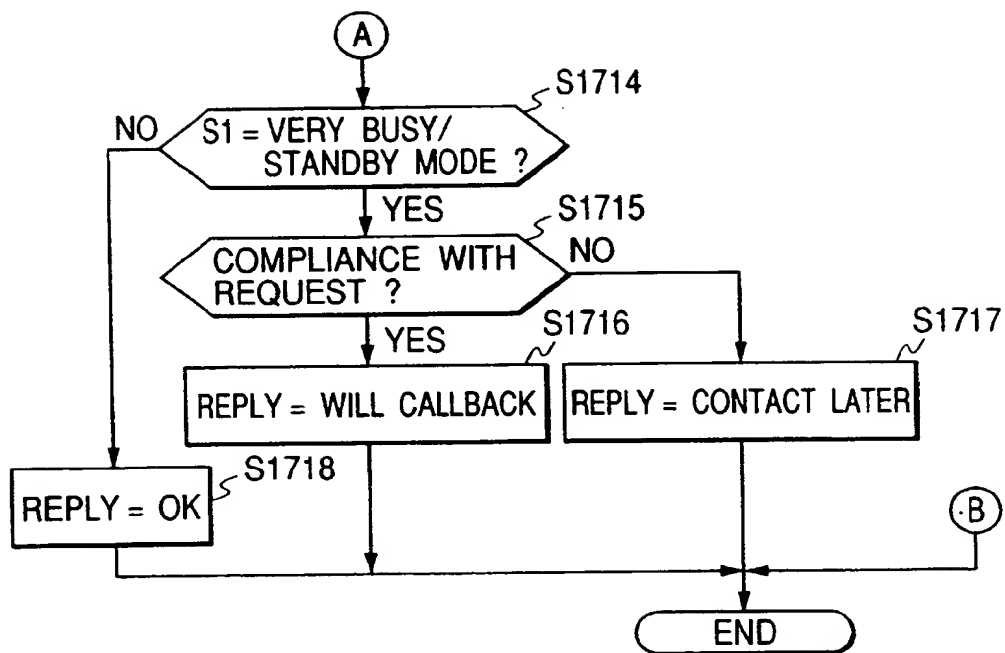 A
S1714
NO
S1 = VERY BUSY/
STANDBY MODE ?
YES
S1715
COMPLIANCE WITH
REQUEST ?
NO
YES
S1716
S1717
REPLY = WILL CALLBACK
REPLY = CONTACT LATER
S1718
REPLY = OK
B
END